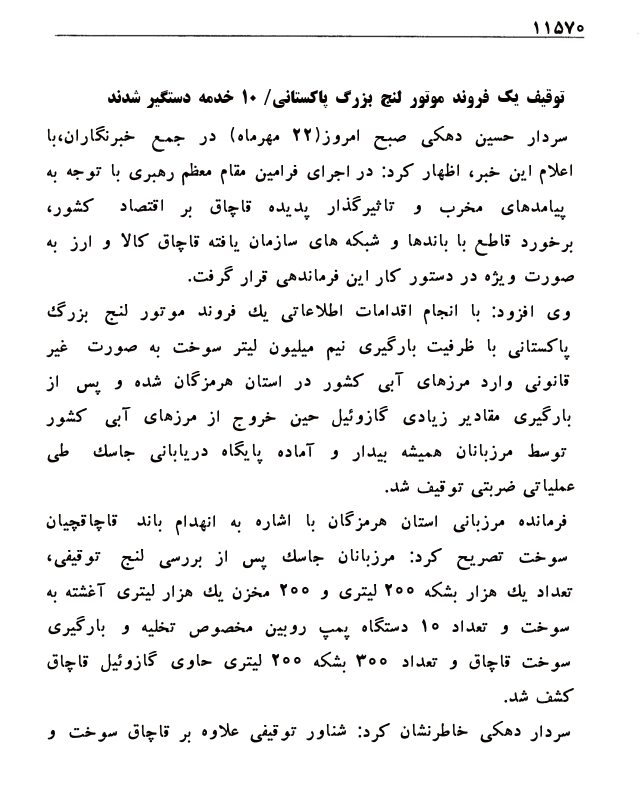 ۱۱۵۷۰
توقیف یک فروند موتور لنج بزرگ پاکستانی/ ۱۰ خدمه دستگیر شدند
سردار حسین دهکی صبح امروز(۲۲ مهرماه) در جمع خبرنگاران،با
اعلام این خبر، اظهار کرد: در اجرای فرامین مقام معظم رهبری با توجه به
پیامدهای مخرب و تاثیرگذار پدیده قاچاق بر اقتصاد کشور،
برخورد قاطع با باندها و شبکه های سازمان یافته قاچاق کالا و ارز به
صورت ویژه در دستور کار این فرماندهی قرار گرفت.
وی افزود: با انجام اقدامات اطلاعاتی یک فروند موتور لنج بزرگ
پاکستانی با ظرفیت بارگیری نیم میلیون لیتر سوخت به صورت غیر
قانونی وارد مرزهای آبی کشور در استان هرمزگان شده و پس از
بارگیری مقادیر زیادی گازوئیل حین خروج از مرزهای آبی کشور
توسط مرزبانان همیشه بیدار و آماده پایگاه دریابانی جاسک طی
عملیاتی ضربتی توقیف شد.
فرمانده مرزبانی استان هرمزگان با اشاره به انهدام باند قاچاقچیان
سوخت تصریح کرد: مرزبانان جاسک پس از بررسی لنج توقیفی،
تعداد یک هزار بشکه ۲۰۰ لیتری و ۲۰۰ مخزن یک هزار لیتری آغشته به
سوخت و تعداد ۱۰ دستگاه پمپ روبین مخصوص تخلیه و بارگیری
سوخت قاچاق و تعداد ۳۰۰ بشکه ۲۰۰ لیتری حاوی گازوئیل قاچاق
کشف شد.
سردار دهکی خاطرنشان کرد: شناور توقیفی علاوه بر قاچاق سوخت و